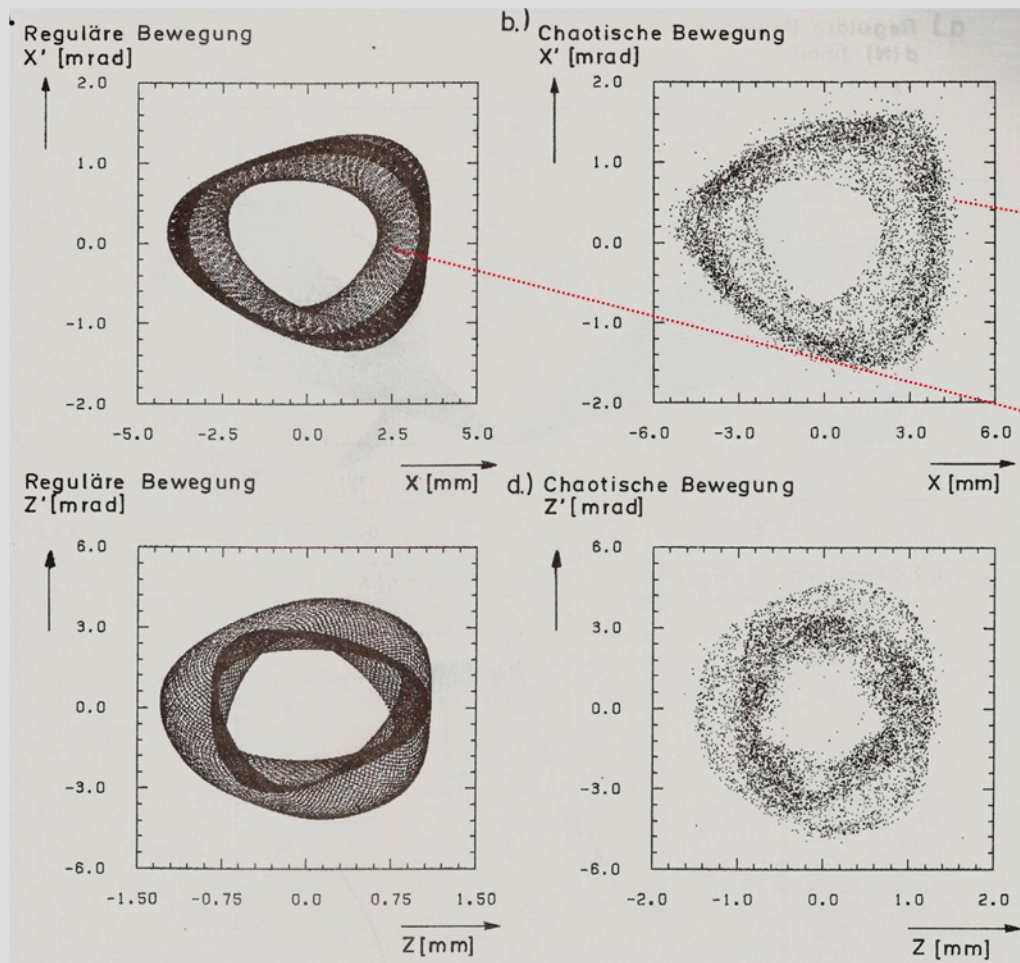 Reguläre Bewegung
X' [mrad]
2.0
1.0
0.0
-1.0
-2.0
-5.0 -2.5 0.0 2.5 5.0
X [mm]
b.) Chaotische Bewegung
X' [mrad]
2.0
1.0
0.0
-1.0
-2.0
-6.0 -3.0 0.0 3.0 6.0
X [mm]
Reguläre Bewegung
Z' [mrad]
6.0
3.0
0.0
-3.0
-6.0
-1.50 -0.75 0.0 0.75 1.50
Z [mm]
d.) Chaotische Bewegung
Z' [mrad]
6.0
3.0
0.0
-3.0
-6.0
-2.0 -1.0 0.0 1.0 2.0
Z [mm]